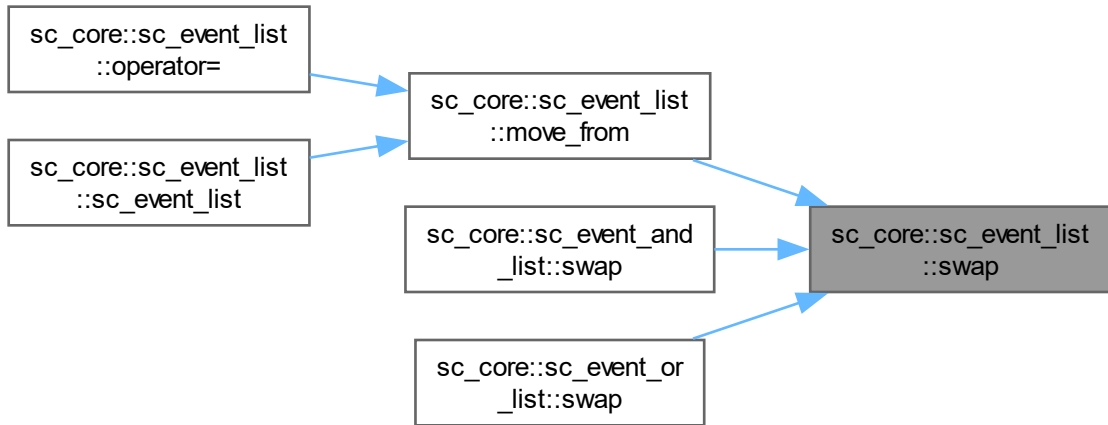 sc_core::sc_event_list
::operator=
sc_core::sc_event_list
::sc_event_list
sc_core::sc_event_list
::move_from
sc_core::sc_event_and
_list::swap
sc_core::sc_event_or
_list::swap
sc_core::sc_event_list
::swap